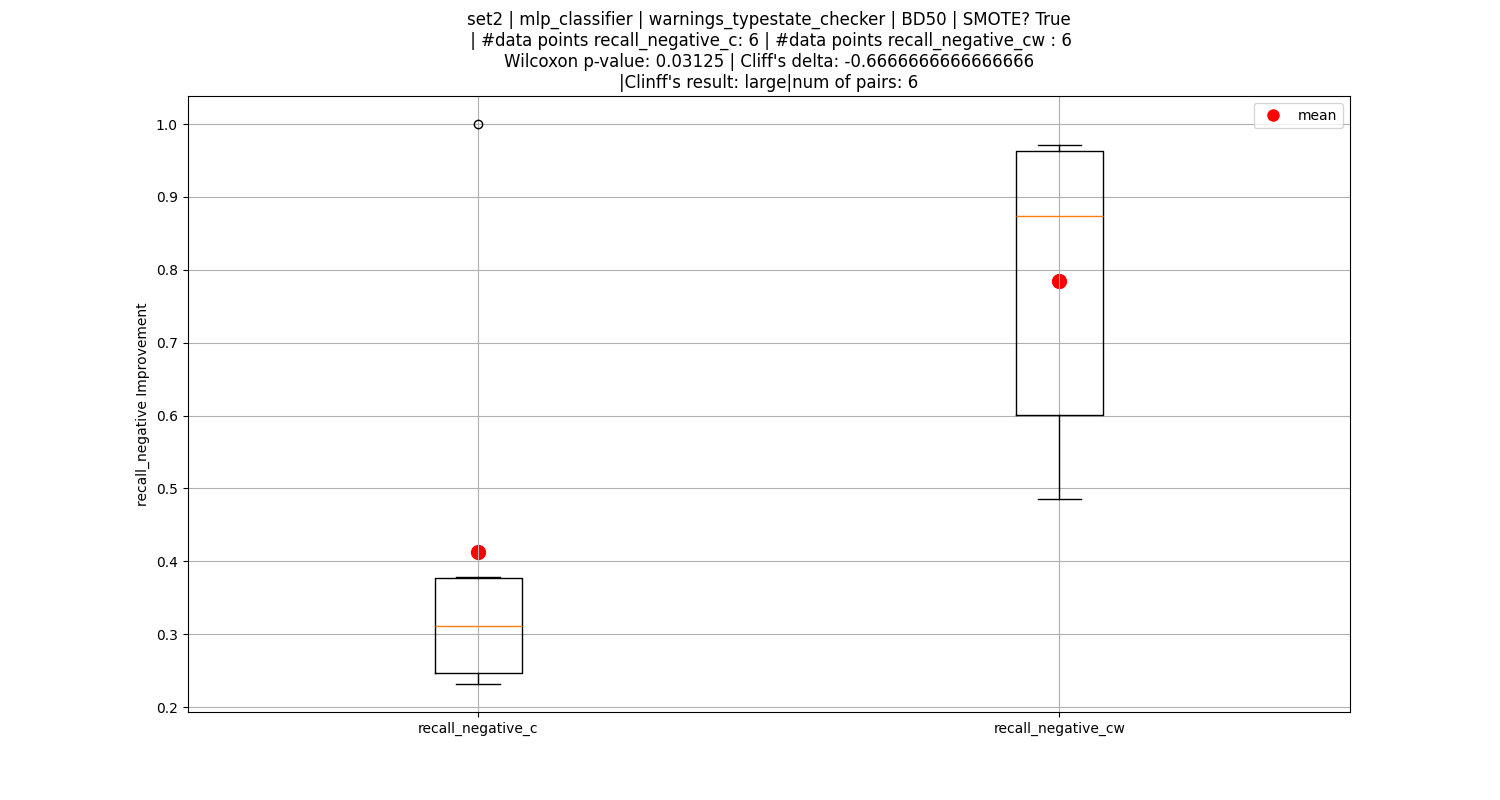 set2 | mlp_classifier | warnings_typestate_checker | BD50 | SMOTE? True
| #data points recall_negative_c: 6 | #data points recall_negative_cw : 6
Wilcoxon p-value: 0.03125 | Cliff's delta: -0.6666666666666666
|Clinff's result: large|num of pairs: 6
mean
1.0
0.9
0.8
0.7
0.6
0.5
0.4
0.3
0.2
recall_negative Improvement
recall_negative_c
recall_negative_cw